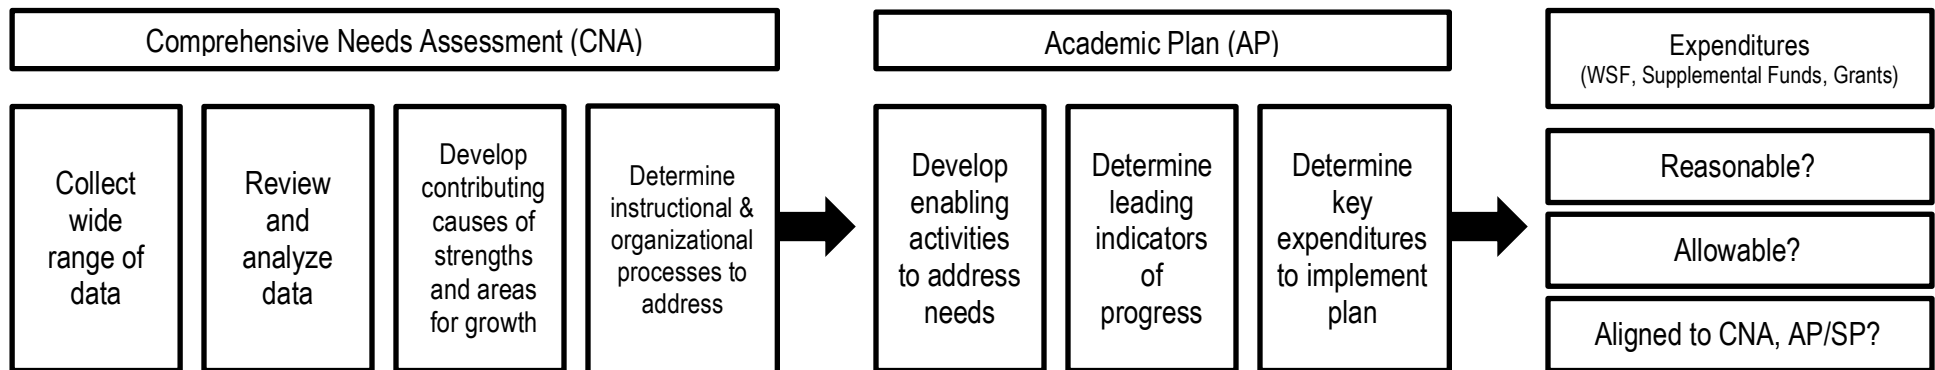 Comprehensive Needs Assessment (CNA)
Collect
wide
range of
data
Review
and
analyze
data
Develop
contributing
causes of
strengths
and areas
for growth
Determine
instructional &
organizational
processes to
address
Academic Plan (AP)
Develop
enabling
activities
to address
needs
Determine
leading
indicators
of
progress
Determine
key
expenditures
to implement
plan
Expenditures
(WSF, Supplemental Funds, Grants)
Reasonable?
Allowable?
Aligned to CNA, AP/SP?